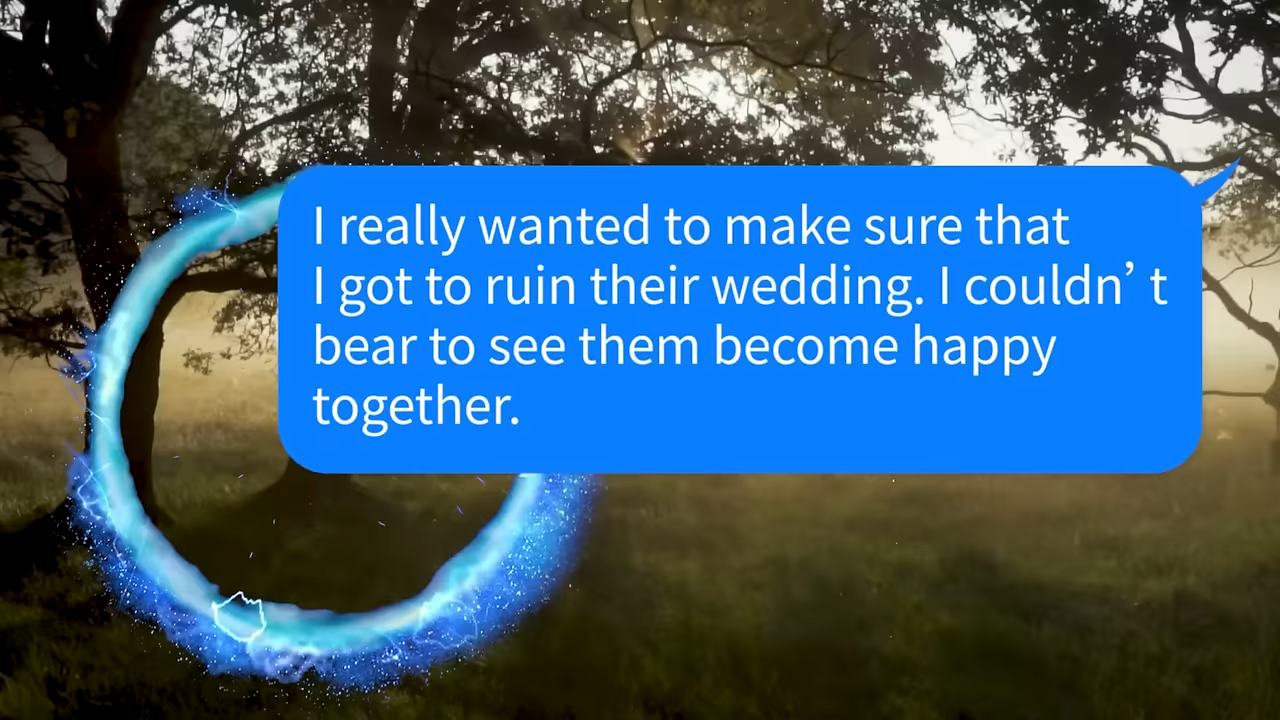 I really wanted to make sure that
I got to ruin their wedding. I couldn’ t
bear to see them become happy
together.